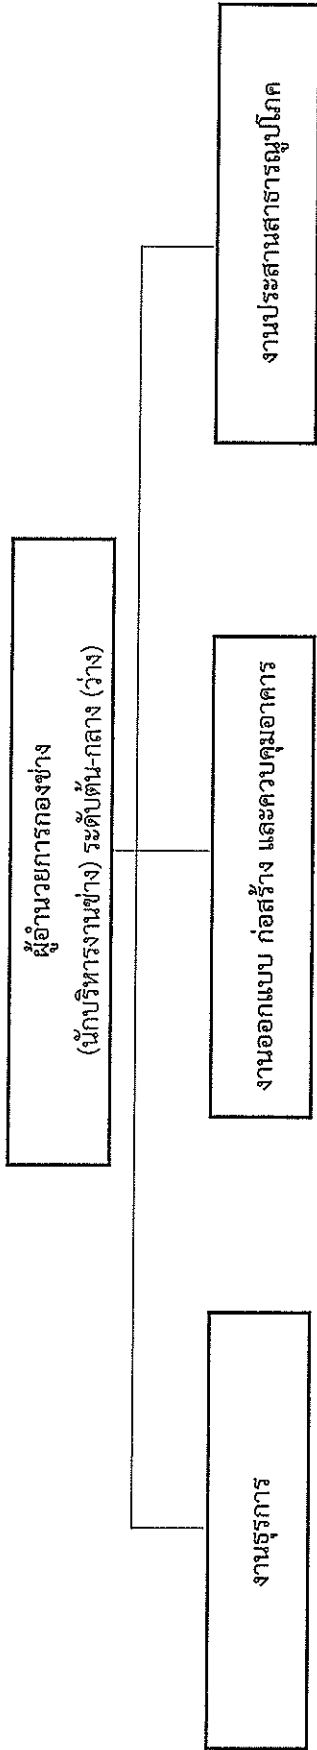 ผู้อำนวยการกองช่าง
(นักบริหารงานช่าง) ระดับต้น-กลาง (ว่าง)
งานธุรการ
งานออกแบบ ก่อสร้าง และควบคุมอาคาร
งานประสานสาธารณูปโภค